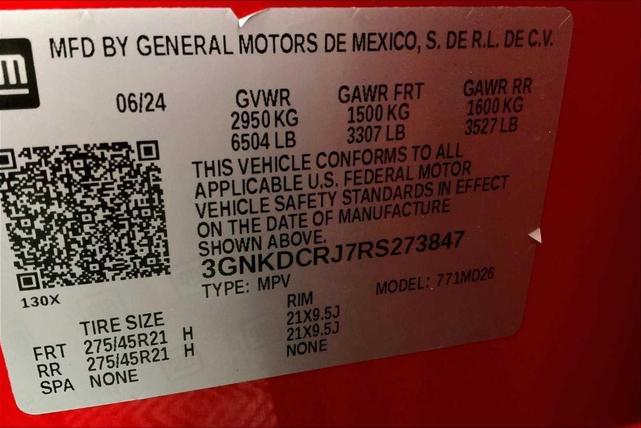 m
MFD BY GENERAL MOTORS DE MEXICO, S. DE R.L. DE C.V.
06/24 GVWR GAWR FRT GAWR RR
2950 KG 1500 KG 1600 KG
6504 LB 3307 LB 3527 LB
THIS VEHICLE CONFORMS TO ALL
APPLICABLE U.S. FEDERAL MOTOR
VEHICLE SAFETY STANDARDS IN EFFECT
ON THE DATE OF MANUFACTURE
SHOWN ABOVE.
3GNKDCRJ7RS273847
130X TYPE: MPV MODEL: 771MD26
TIRE SIZE RIM
FRT 275/45R21 H 21X9.5J
RR 275/45R21 H 21X9.5J
SPA NONE NONE